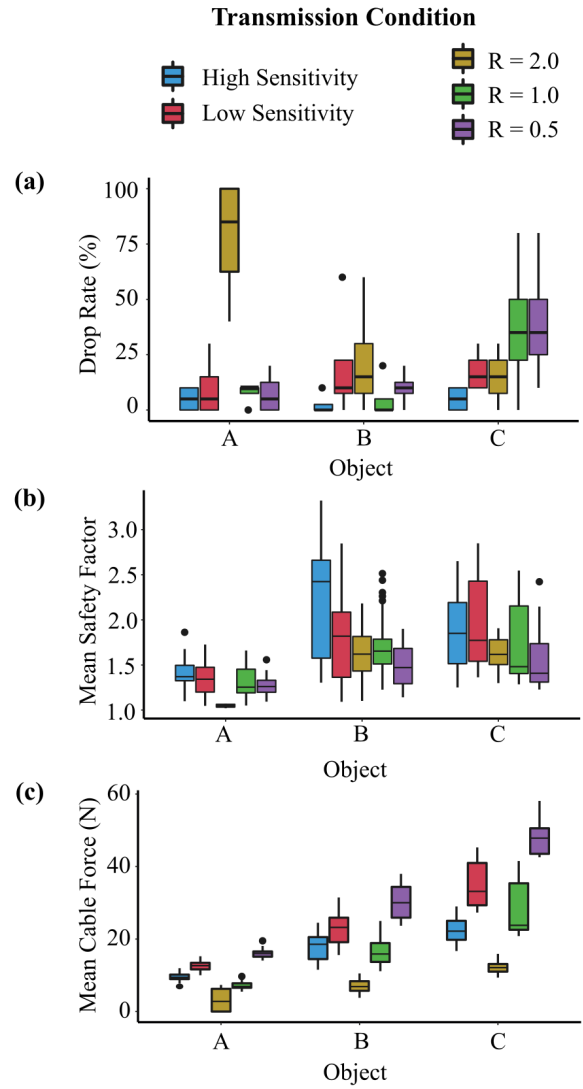 Transmission Condition
High Sensitivity
Low Sensitivity
R = 2.0
R = 1.0
R = 0.5
(a)
Drop Rate (%)
100
75
50
25
0
A B C
Object
(b)
Mean Safety Factor
3.0
2.5
2.0
1.5
1.0
A B C
Object
(c)
Mean Cable Force (N)
60
40
20
0
A B C
Object